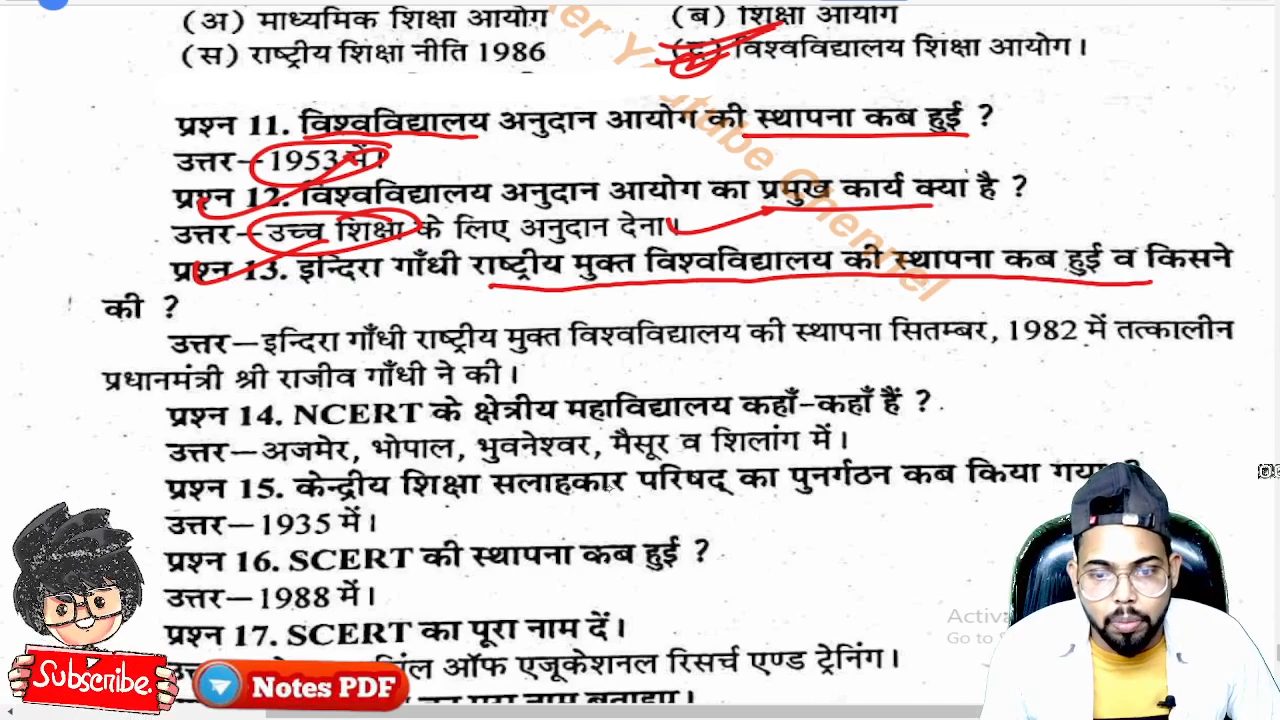 (अ) माध्यमिक शिक्षा आयोग (ब) शिक्षा आयोग
(स) राष्ट्रीय शिक्षा नीति 1986 (द) विश्वविद्यालय शिक्षा आयोग।
प्रश्न 11. विश्वविद्यालय अनुदान आयोग की स्थापना कब हुई ?
उत्तर—1953 में।
प्रश्न 12. विश्वविद्यालय अनुदान आयोग का प्रमुख कार्य क्या है ?
उत्तर—उच्च शिक्षा के लिए अनुदान देना।
प्रश्न 13. इन्दिरा गाँधी राष्ट्रीय मुक्त विश्वविद्यालय की स्थापना कब हुई व किसने
की ?
उत्तर—इन्दिरा गाँधी राष्ट्रीय मुक्त विश्वविद्यालय की स्थापना सितम्बर, 1982 में तत्कालीन
प्रधानमंत्री श्री राजीव गाँधी ने की।
प्रश्न 14. NCERT के क्षेत्रीय महाविद्यालय कहाँ-कहाँ हैं ?
उत्तर—अजमेर, भोपाल, भुवनेश्वर, मैसूर व शिलांग में।
प्रश्न 15. केन्द्रीय शिक्षा सलाहकार परिषद् का पुनर्गठन कब किया गया ?
उत्तर—1935 में।
प्रश्न 16. SCERT की स्थापना कब हुई ?
उत्तर—1988 में।
प्रश्न 17. SCERT का पूरा नाम दें।
ऑफ एजूकेशनल रिसर्च एण्ड ट्रेनिंग।
Subscribe.
Notes PDF
Chennel
Activa
Go to S